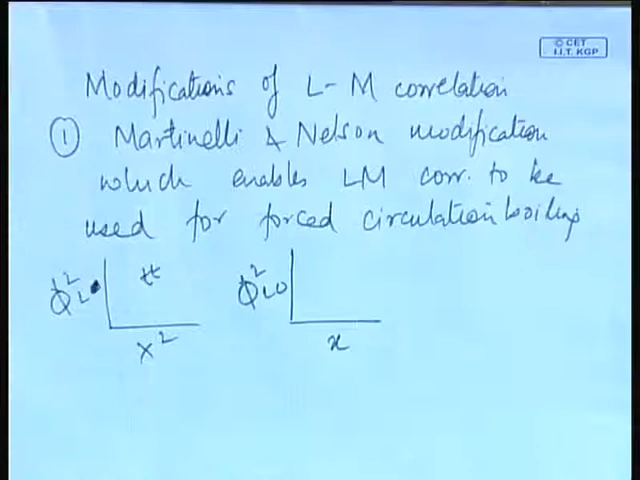 © CET
I.I.T. KGP
Modifications of L-M correlation
① Martinelli & Nelson modification
which enables LM corr. to be
used for forced circulation boiling
ϕ²L tt ϕ²LO
X² x